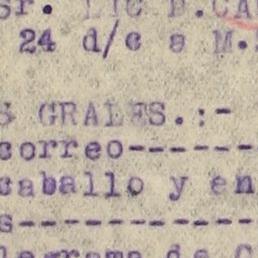 sr. LIC D.CA
24 d/c a M.
S GRALES.:-
correo-------
caballo y en
s------------